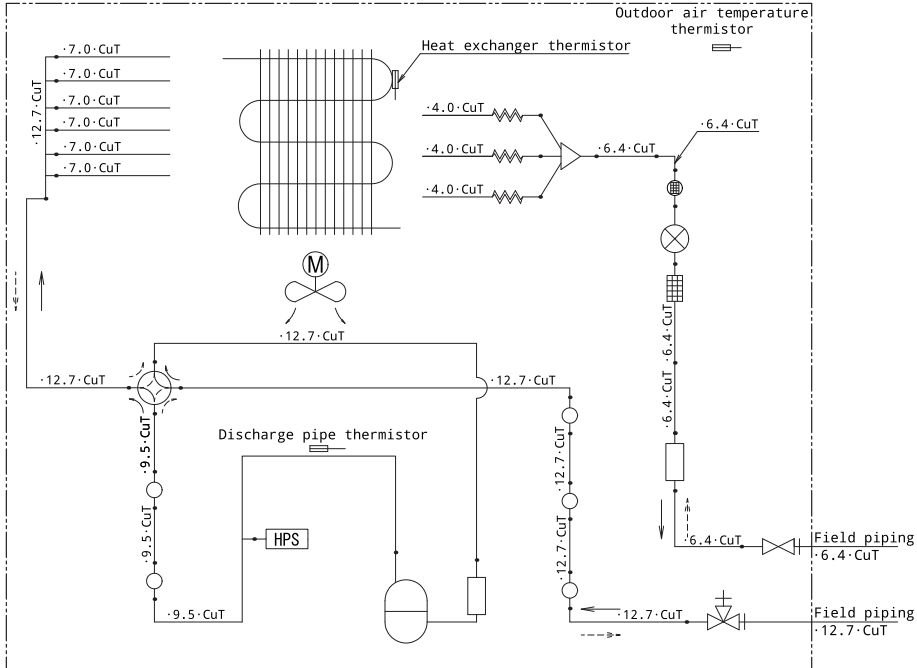 Outdoor air temperature
thermistor
·7.0·CuT
·7.0·CuT
·7.0·CuT
·7.0·CuT
·7.0·CuT
·7.0·CuT
·12.7·CuT
Heat exchanger thermistor
·4.0·CuT
·4.0·CuT
·4.0·CuT
·6.4·CuT
·6.4·CuT
M
·12.7·CuT
·6.4·CuT
·6.4·CuT
·12.7·CuT
·12.7·CuT
·9.5·CuT
·9.5·CuT
Discharge pipe thermistor
·12.7·CuT
·12.7·CuT
HPS
·9.5·CuT
·6.4·CuT
Field piping
·6.4·CuT
·12.7·CuT
Field piping
·12.7·CuT